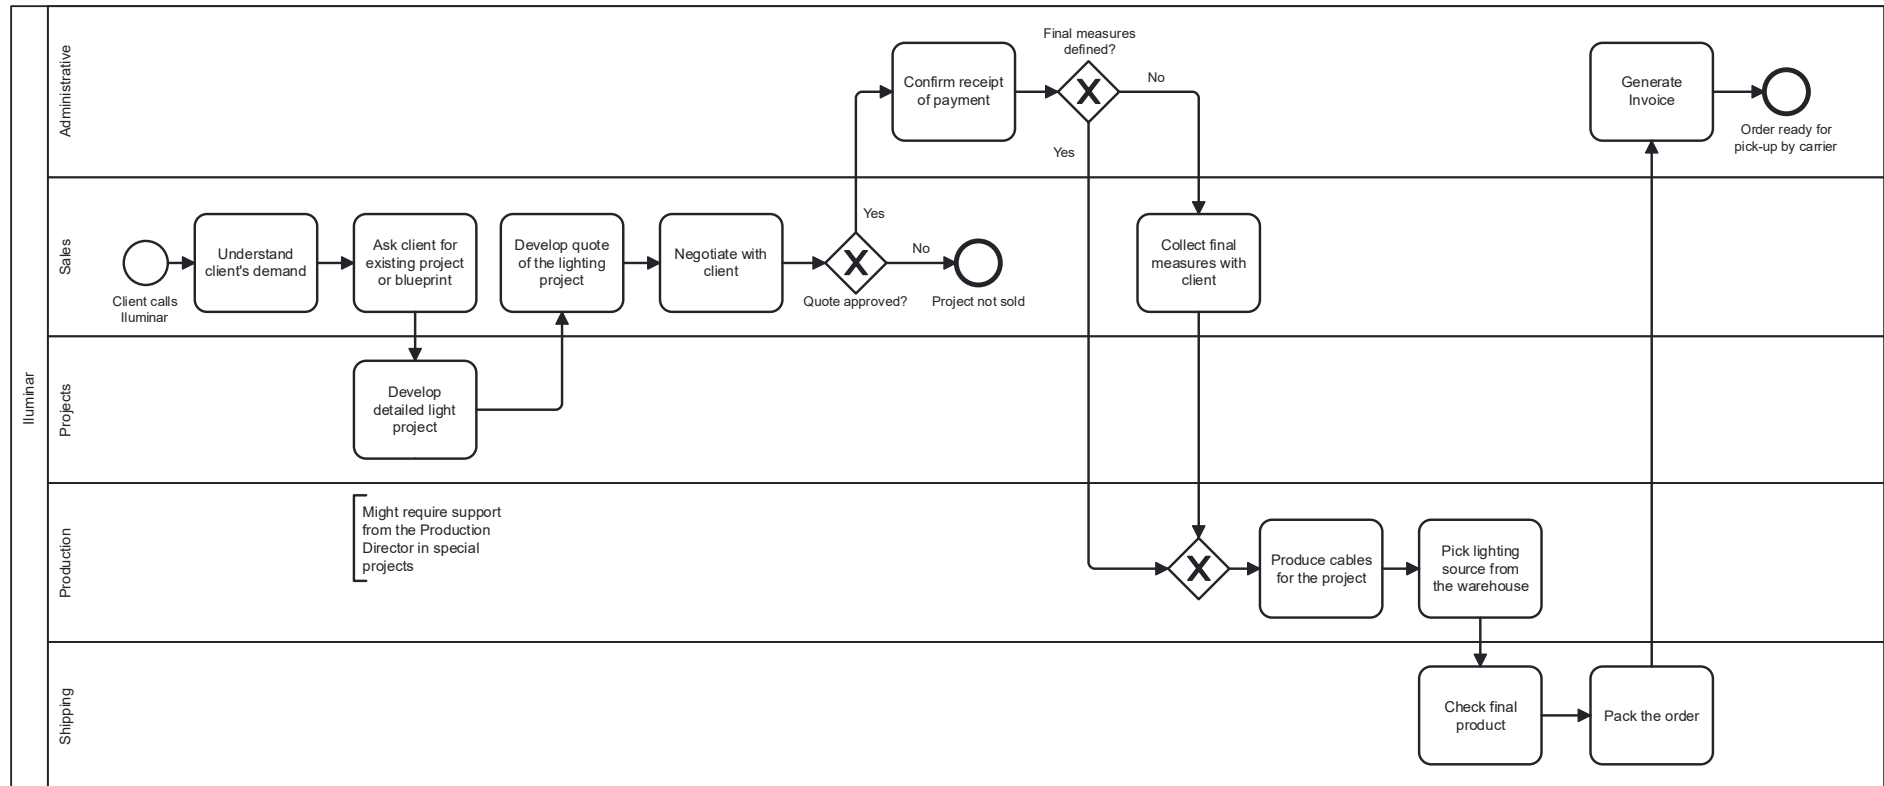 Iluminar
Administrative
Confirm receipt
of payment
Final measures
defined?
No
Yes
Generate
Invoice
Order ready for
pick-up by carrier
Sales
Client calls
Iluminar
Understand
client's demand
Ask client for
existing project
or blueprint
Develop quote
of the lighting
project
Negotiate with
client
Yes
No
Quote approved?
Project not sold
Collect final
measures with
client
Projects
Develop
detailed light
project
Production
Might require support
from the Production
Director in special
projects
Produce cables
for the project
Pick lighting
source from
the warehouse
Shipping
Check final
product
Pack the order